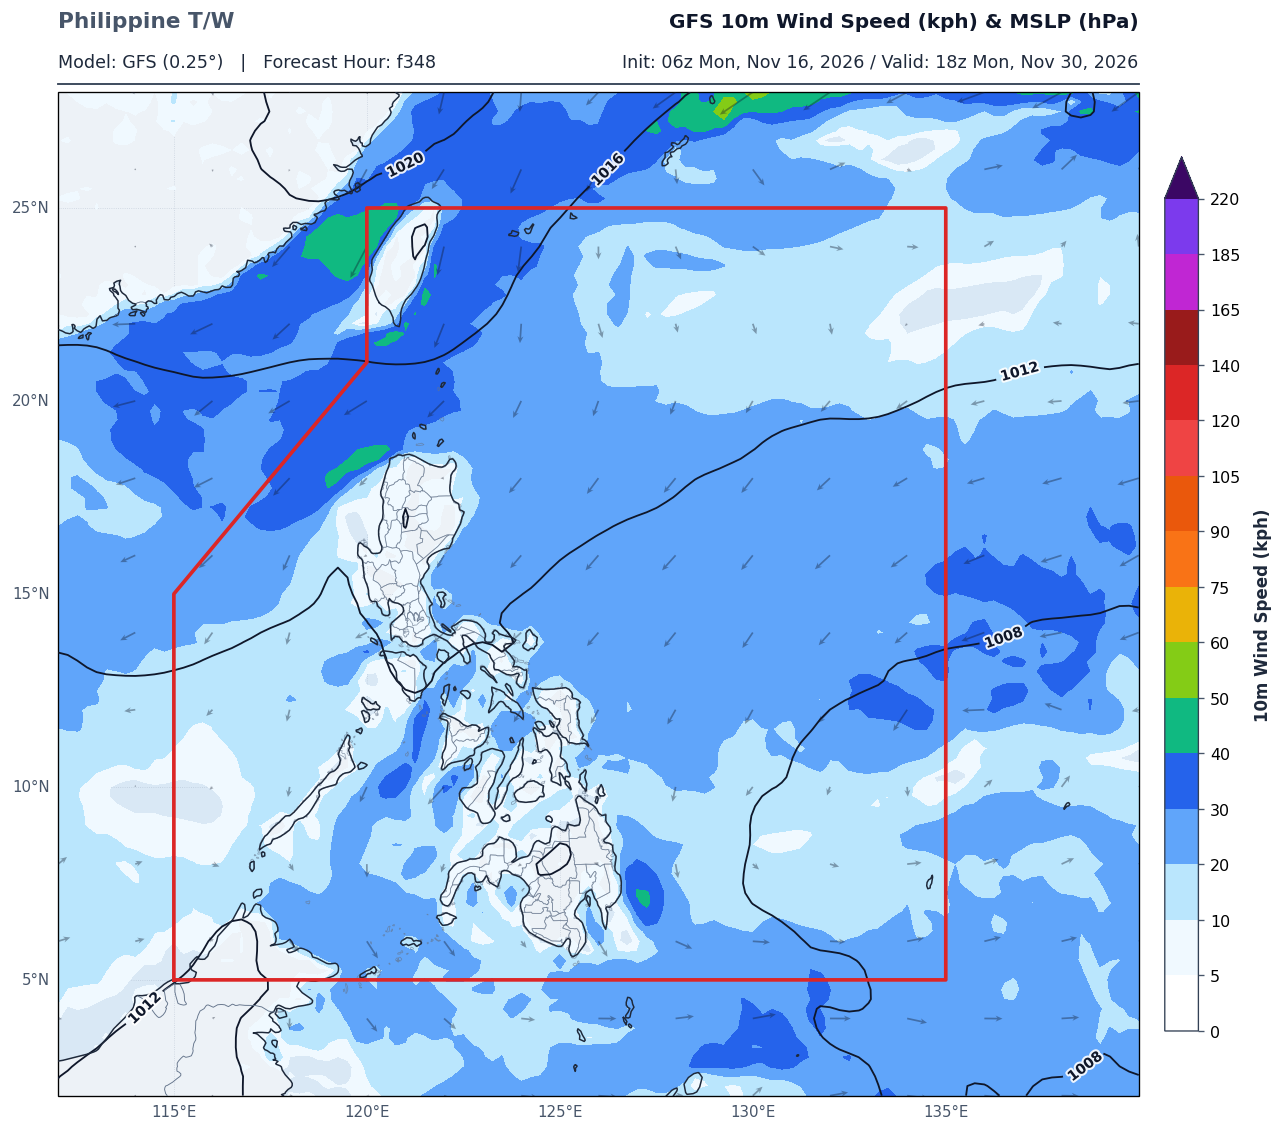 Philippine T/W
GFS 10m Wind Speed (kph) & MSLP (hPa)
Model: GFS (0.25°) | Forecast Hour: f348
Init: 06z Mon, Nov 16, 2026 / Valid: 18z Mon, Nov 30, 2026
1020
1016
1012
1008
1012
1008
25°N
20°N
15°N
10°N
5°N
115°E
120°E
125°E
130°E
135°E
220
185
165
140
120
105
90
75
60
50
40
30
20
10
5
0
10m Wind Speed (kph)